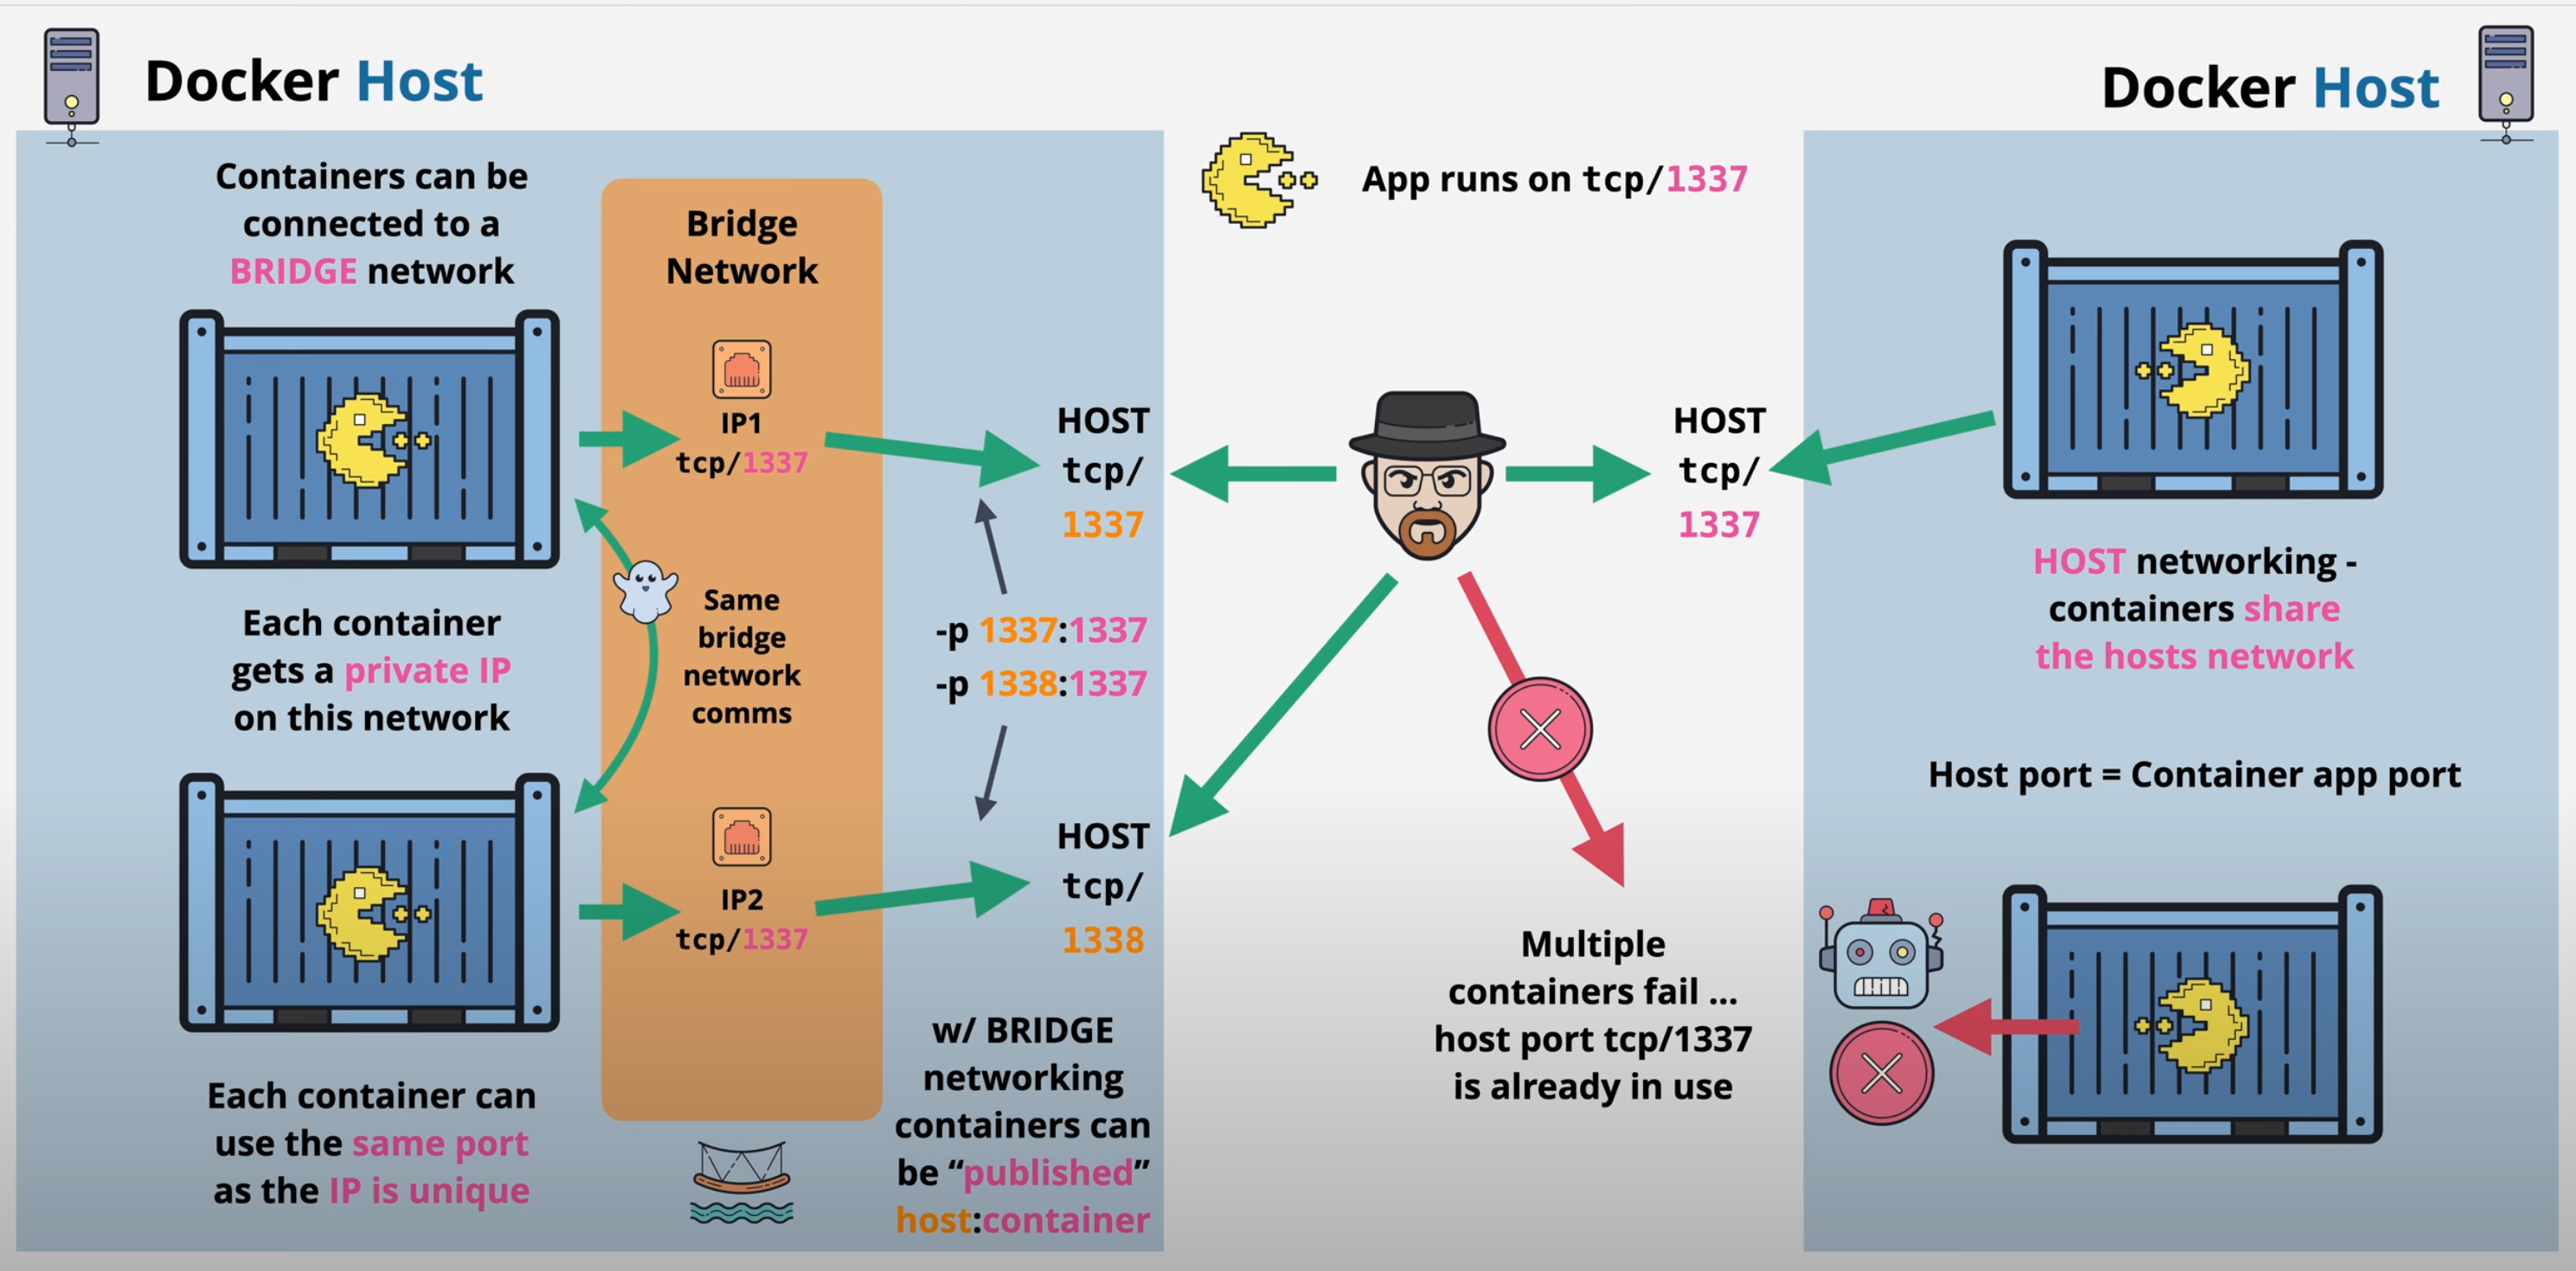 Docker Host
Containers can be
connected to a
BRIDGE network
Each container
gets a private IP
on this network
Each container can
use the same port
as the IP is unique
Bridge
Network
IP1
tcp/1337
Same
bridge
network
comms
IP2
tcp/1337
HOST
tcp/
1337
-p 1337:1337
-p 1338:1337
HOST
tcp/
1338
w/ BRIDGE
networking
containers can
be “published”
host:container
App runs on tcp/1337
HOST
tcp/
1337
Multiple
containers fail ...
host port tcp/1337
is already in use
Docker Host
HOST networking -
containers share
the hosts network
Host port = Container app port